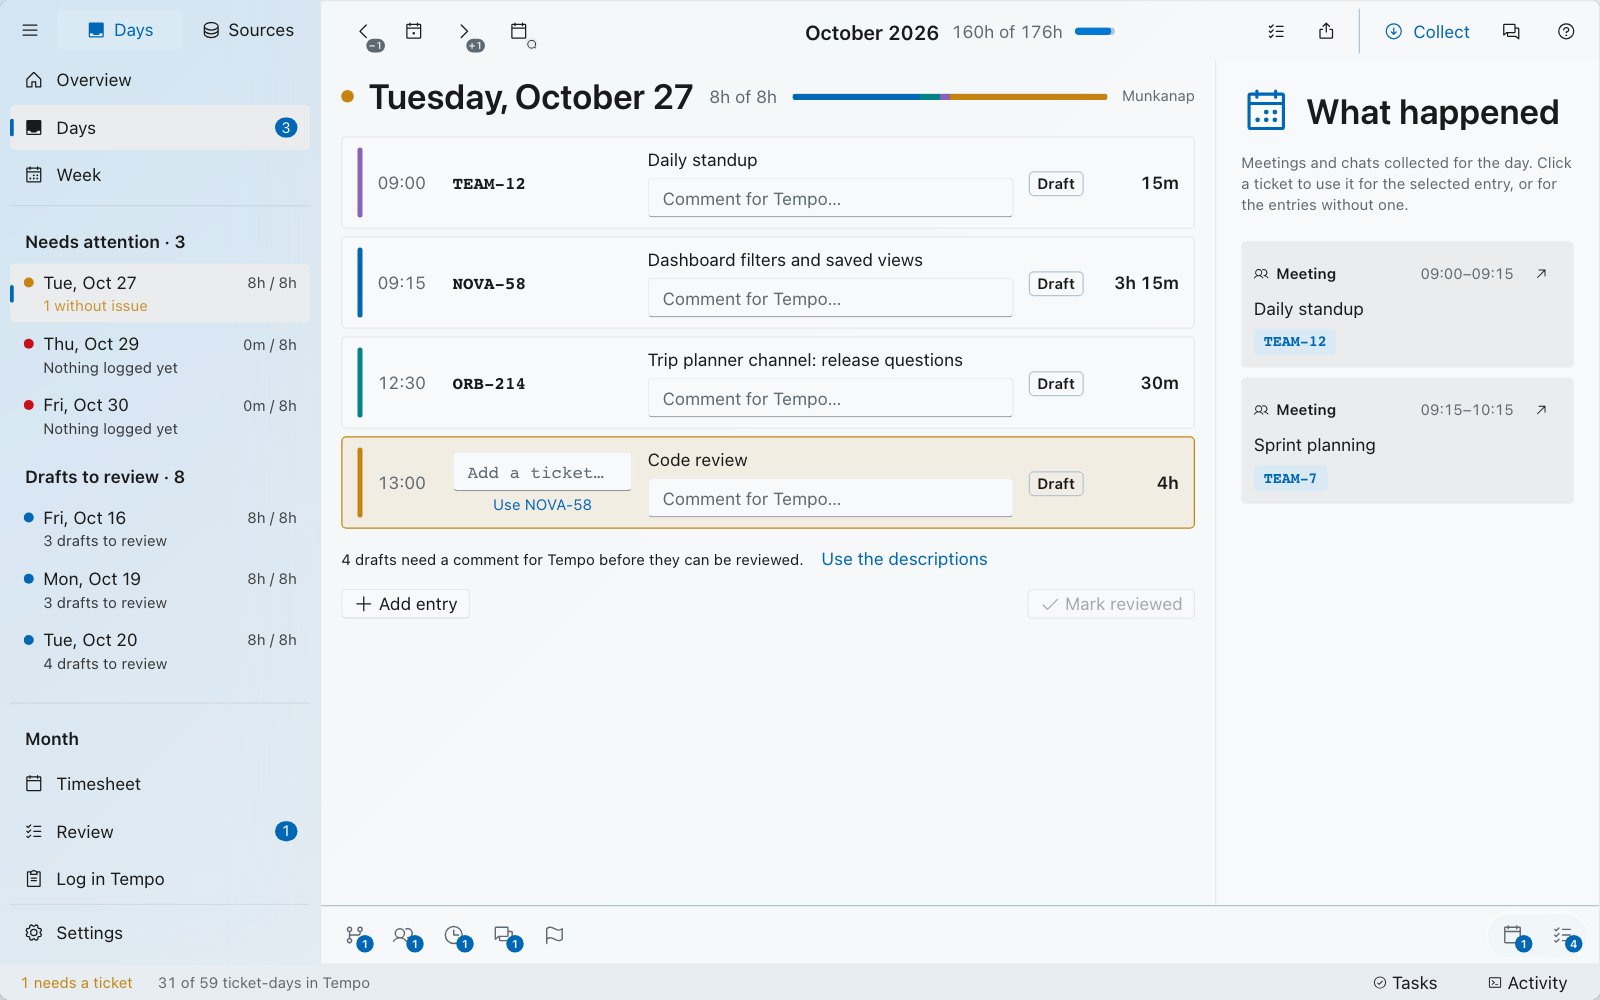 Days
Sources
Overview
Days
3
Week
Needs attention · 3
Tue, Oct 27
8h / 8h
1 without issue
Thu, Oct 29
0m / 8h
Nothing logged yet
Fri, Oct 30
0m / 8h
Nothing logged yet
Drafts to review · 8
Fri, Oct 16
8h / 8h
3 drafts to review
Mon, Oct 19
8h / 8h
3 drafts to review
Tue, Oct 20
8h / 8h
4 drafts to review
Month
Timesheet
Review
1
Log in Tempo
Settings
−1
+1
October 2026
160h of 176h
Collect
Tuesday, October 27
8h of 8h
Munkanap
09:00
TEAM-12
Daily standup
Comment for Tempo...
Draft
15m
09:15
NOVA-58
Dashboard filters and saved views
Comment for Tempo...
Draft
3h 15m
12:30
ORB-214
Trip planner channel: release questions
Comment for Tempo...
Draft
30m
13:00
Add a ticket…
Use NOVA-58
Code review
Comment for Tempo...
Draft
4h
4 drafts need a comment for Tempo before they can be reviewed.
Use the descriptions
Add entry
Mark reviewed
What happened
Meetings and chats collected for the day. Click
a ticket to use it for the selected entry, or for
the entries without one.
Meeting
09:00–09:15
Daily standup
TEAM-12
Meeting
09:15–10:15
Sprint planning
TEAM-7
1
1
1
1
1
4
1 needs a ticket
31 of 59 ticket-days in Tempo
Tasks
Activity